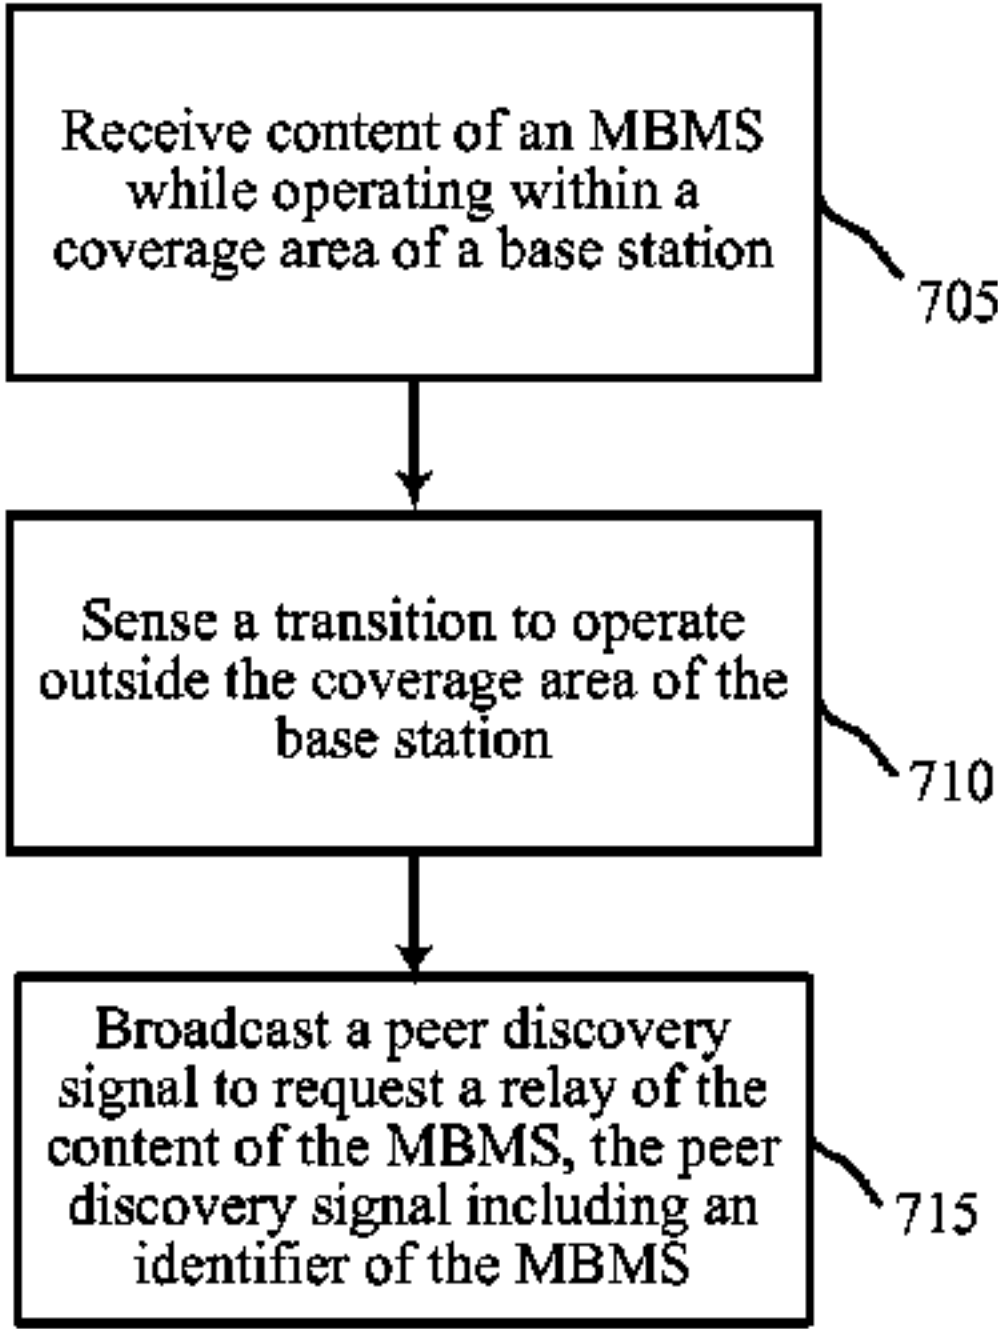 Receive content of an MBMS
while operating within a
coverage area of a base station
705
Sense a transition to operate
outside the coverage area of the
base station
710
Broadcast a peer discovery
signal to request a relay of the
content of the MBMS, the peer
discovery signal including an
identifier of the MBMS
715